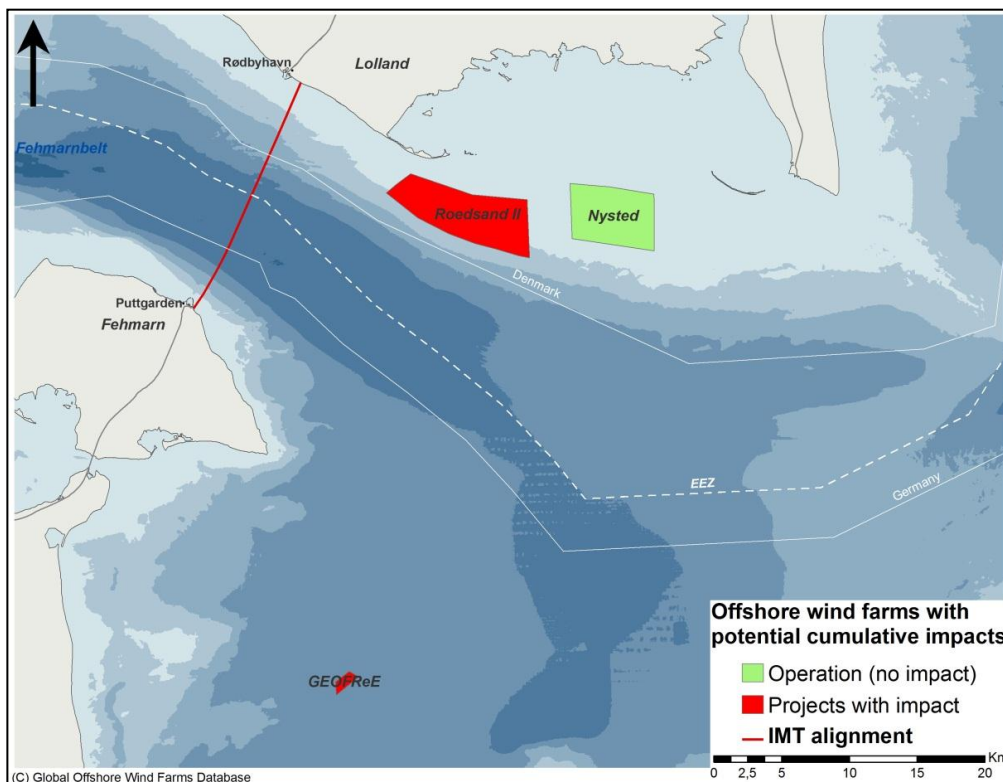 Rødbyhavn
Lolland
Fehmarnbelt
Roedsand II
Nysted
Denmark
Puttgarden
Fehmarn
EEZ
Germany
GEOFReE
Offshore wind farms with
potential cumulative impacts
Operation (no impact)
Projects with impact
IMT alignment
Km
0 2,5 5 10 15 20
(C) Global Offshore Wind Farms Database